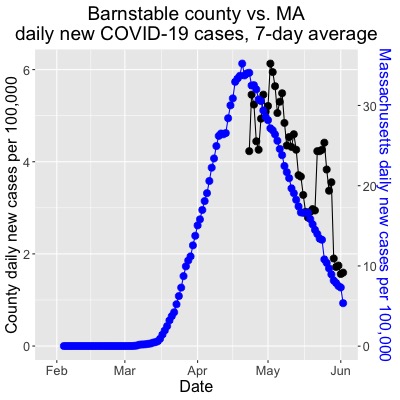 Barnstable county vs. MA
daily new COVID-19 cases, 7-day average
County daily new cases per 100,000
6
4
2
0
Massachusetts daily new cases per 100,000
30
20
10
0
Feb
Mar
Apr
May
Jun
Date